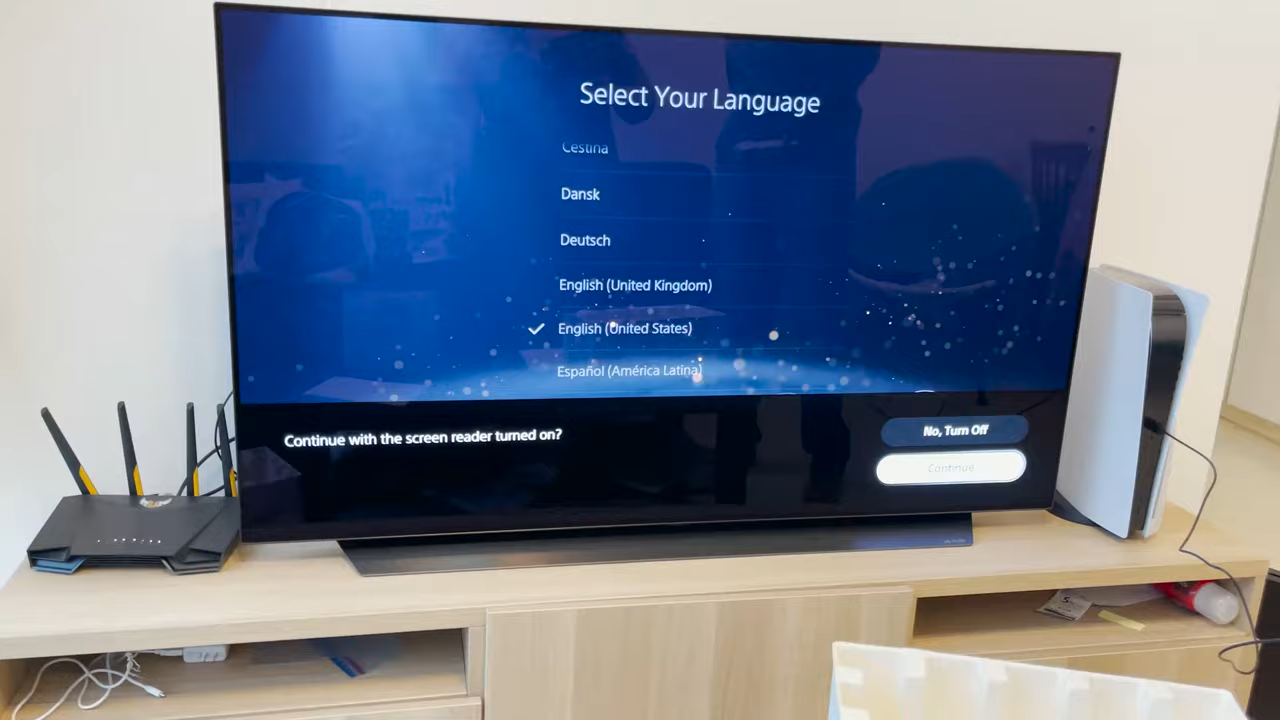 Select Your Language
Čeština
Dansk
Deutsch
English (United Kingdom)
English (United States)
Español (América Latina)
Continue with the screen reader turned on?
No, Turn Off
Continue